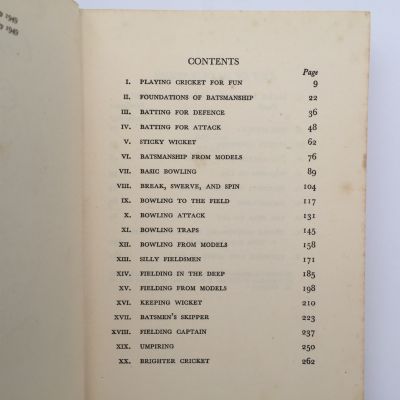 1949
1949
CONTENTS
Page
I. PLAYING CRICKET FOR FUN 9
II. FOUNDATIONS OF BATSMANSHIP 22
III. BATTING FOR DEFENCE 36
IV. BATTING FOR ATTACK 48
V. STICKY WICKET 62
VI. BATSMANSHIP FROM MODELS 76
VII. BASIC BOWLING 89
VIII. BREAK, SWERVE, AND SPIN 104
IX. BOWLING TO THE FIELD 117
X. BOWLING ATTACK 131
XI. BOWLING TRAPS 145
XII. BOWLING FROM MODELS 158
XIII. SILLY FIELDSMEN 171
XIV. FIELDING IN THE DEEP 185
XV. FIELDING FROM MODELS 198
XVI. KEEPING WICKET 210
XVII. BATSMEN'S SKIPPER 223
XVIII. FIELDING CAPTAIN 237
XIX. UMPIRING 250
XX. BRIGHTER CRICKET 262